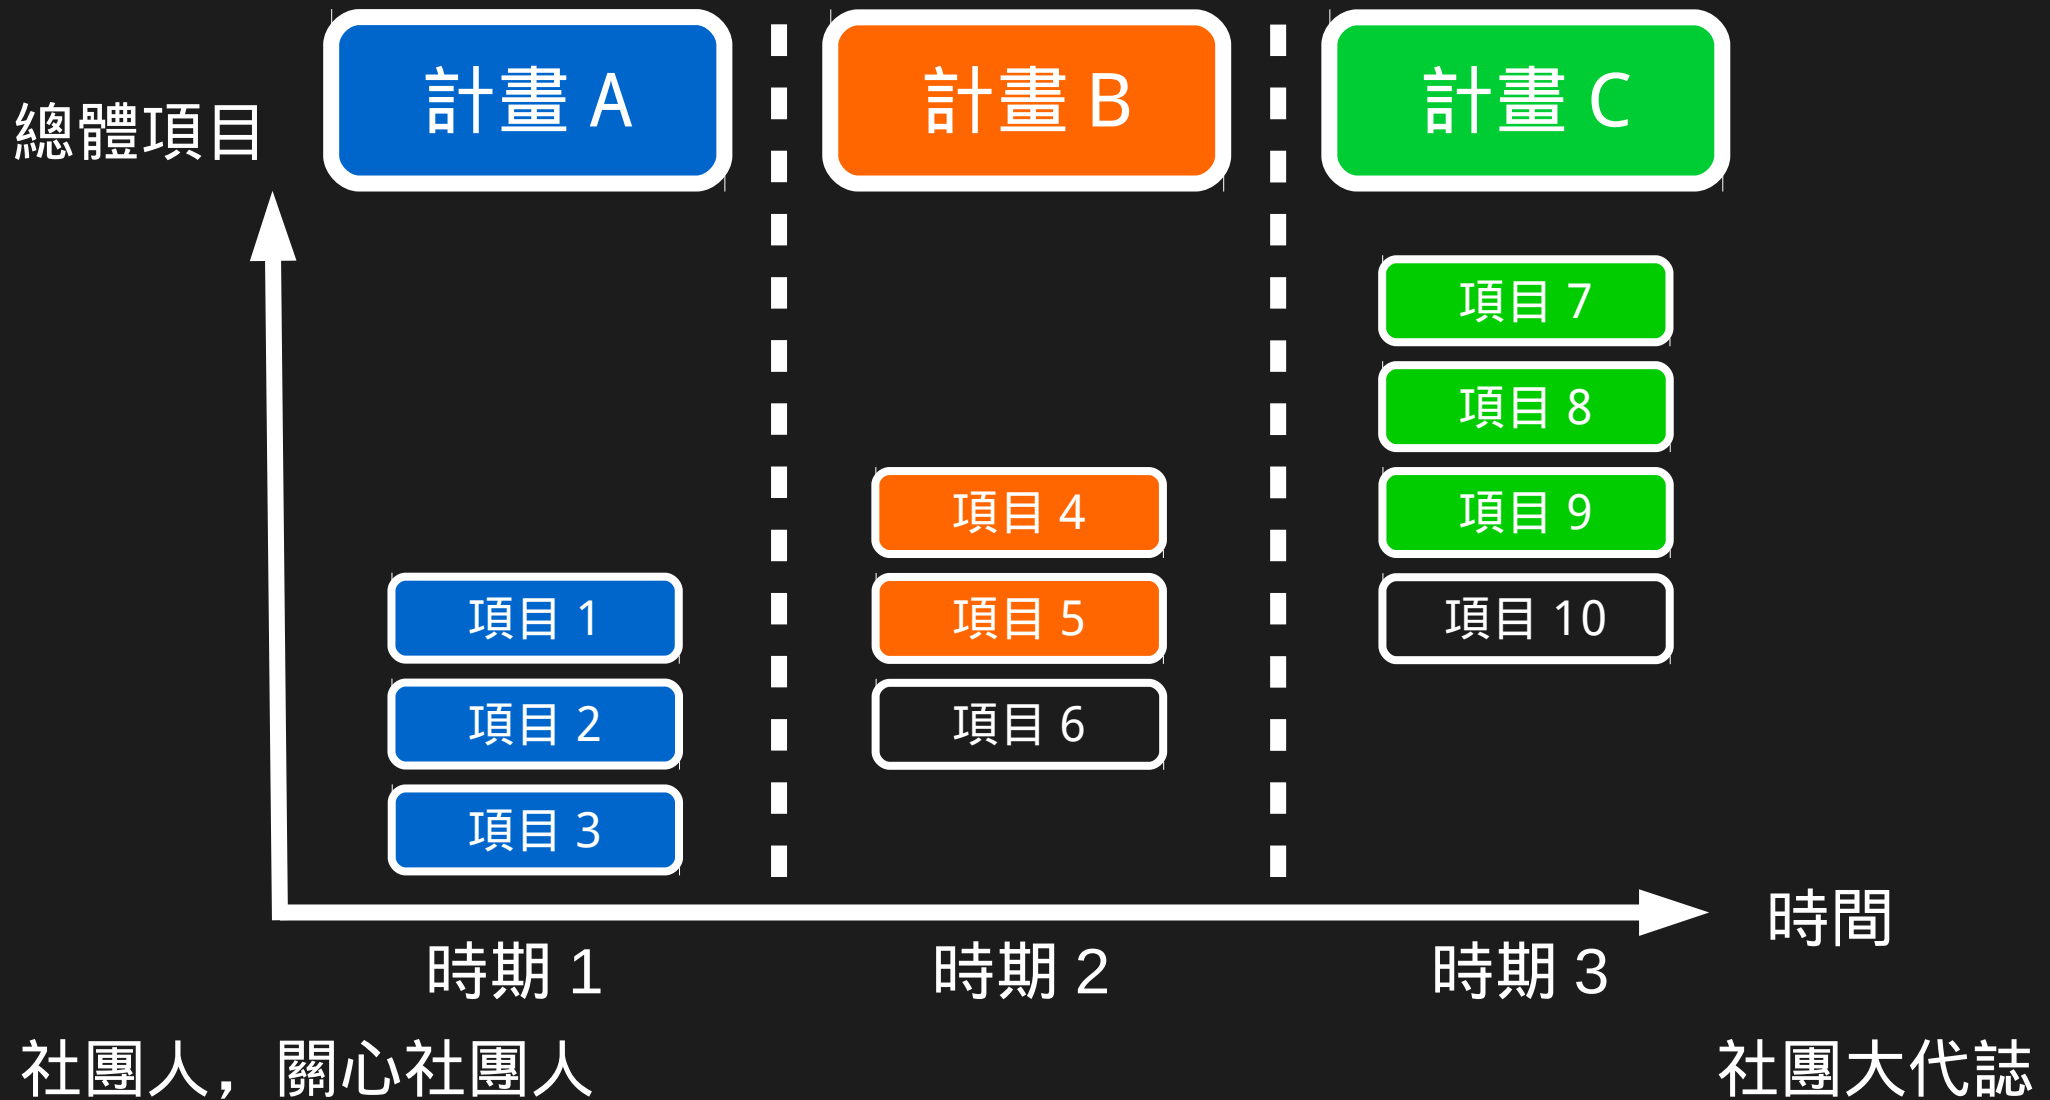 總體項目
計畫 A
計畫 B
計畫 C
項目 1
項目 2
項目 3
項目 4
項目 5
項目 6
項目 7
項目 8
項目 9
項目 10
時間
時期 1
時期 2
時期 3
社團人，關心社團人
社團大代誌